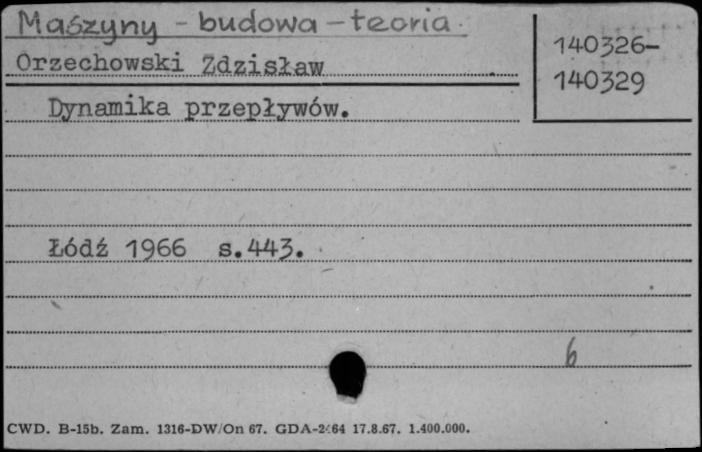 Maszyny - budowa - teoria.
140326-
140329
Orzechowski Zdzisław
Dynamika przepływów.
Łódź 1966 s.443.
6
CWD. B-15b. Zam. 1316-DW/On 67. GDA-2464 17.8.67. 1.400.000.